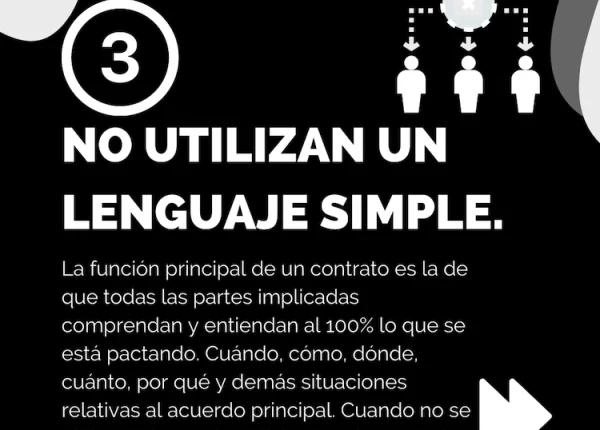 3
NO UTILIZAN UN
LENGUAJE SIMPLE.
La función principal de un contrato es la de
que todas las partes implicadas
comprendan y entiendan al 100% lo que se
está pactando. Cuándo, cómo, dónde,
cuánto, por qué y demás situaciones
relativas al acuerdo principal. Cuando no se